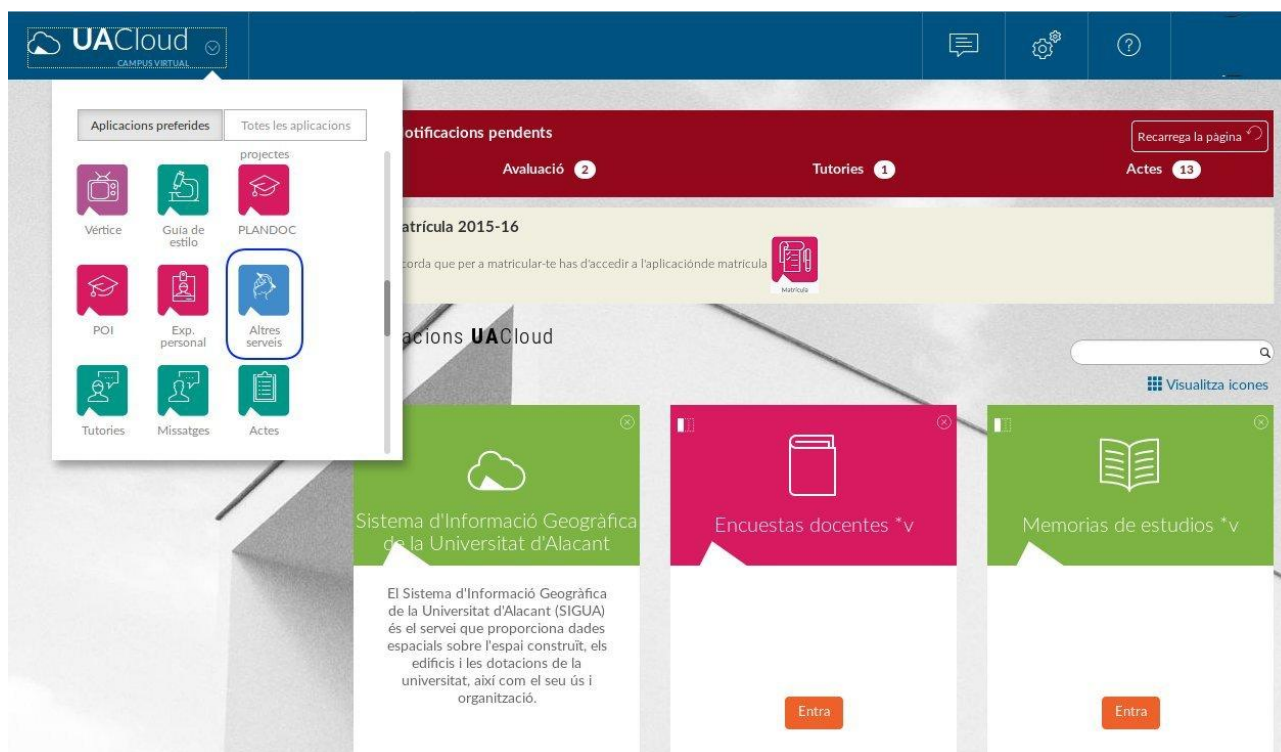 UACloud
CAMPUS VIRTUAL
Aplicacions preferides
Totes les aplicacions
projectes
Vértice
Guía de
estilo
PLANDOC
POI
Exp.
personal
Altres
serveis
Tutories
Missatges
Actes
otificacions pendents
Recarrega la pàgina
Avaluació 2
Tutories 1
Actes 13
atrícula 2015-16
corda que per a matricular-te has d'accedir a l'aplicaciónde matrícula
Matrícula
acions UACloud
Visualitza icones
Sistema d'Informació Geogràfica
de la Universitat d'Alacant
El Sistema d'Informació Geogràfica
de la Universitat d'Alacant (SIGUA)
és el servei que proporciona dades
espacials sobre l'espai construït, els
edificis i les dotacions de la
universitat, així com el seu ús i
organització.
Encuestas docentes *v
Entra
Memorias de estudios *v
Entra